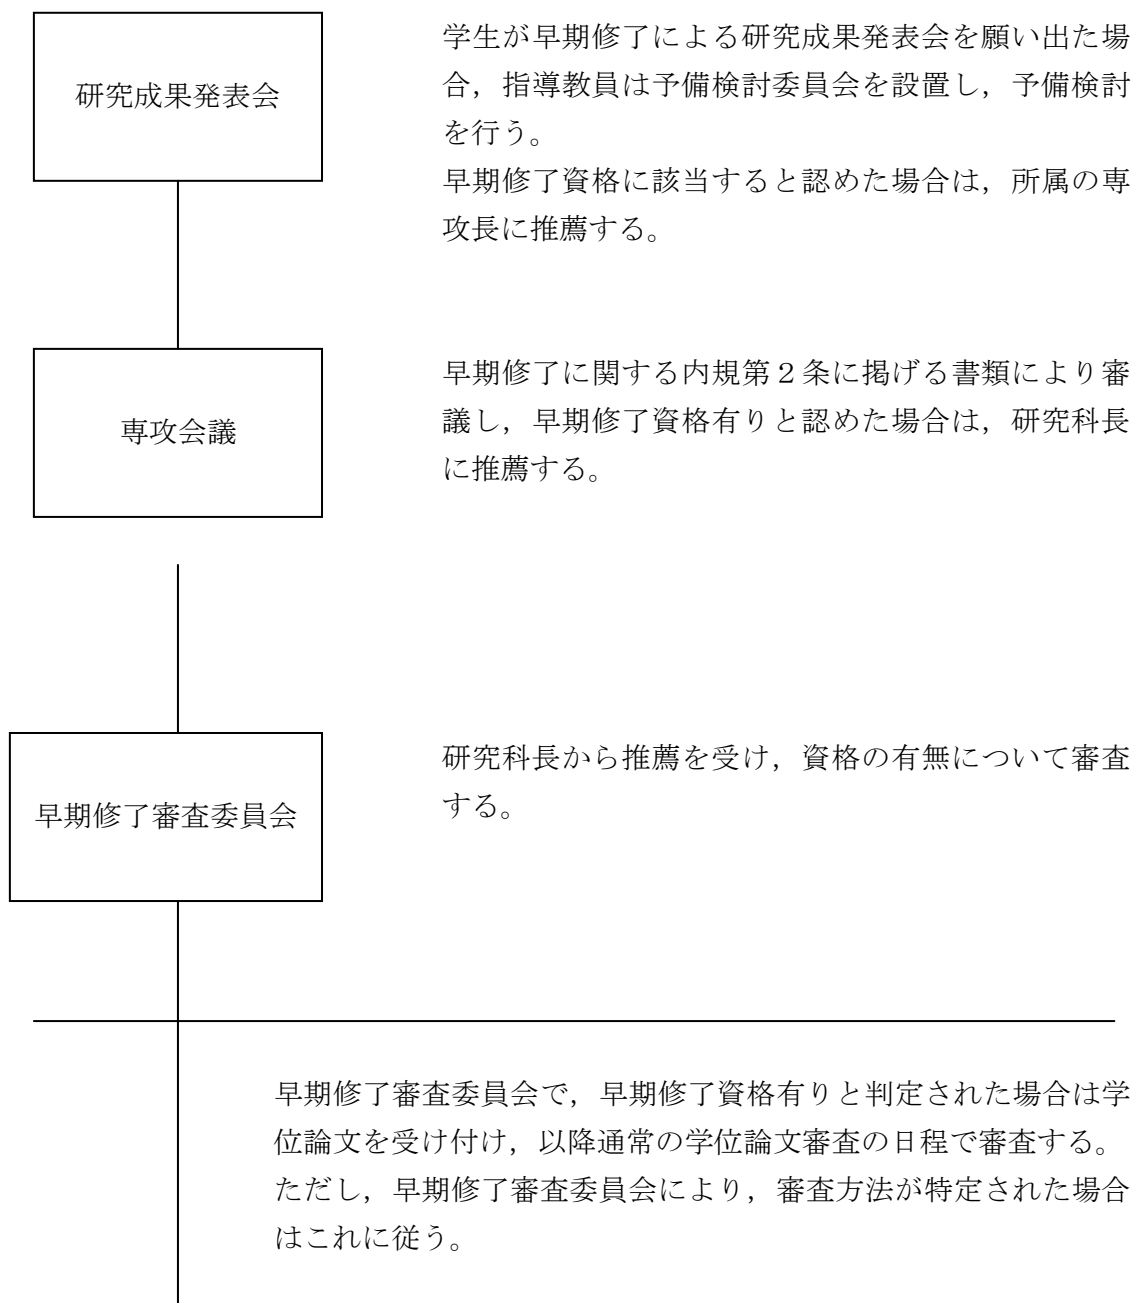 研究成果発表会
学生が早期修了による研究成果発表会を願い出た場
合，指導教員は予備検討委員会を設置し，予備検討
を行う。
早期修了資格に該当すると認めた場合は，所属の専
攻長に推薦する。
専攻会議
早期修了に関する内規第２条に掲げる書類により審
議し，早期修了資格有りと認めた場合は，研究科長
に推薦する。
早期修了審査委員会
研究科長から推薦を受け，資格の有無について審査
する。
早期修了審査委員会で，早期修了資格有りと判定された場合は学
位論文を受け付け，以降通常の学位論文審査の日程で審査する。
ただし，早期修了審査委員会により，審査方法が特定された場合
はこれに従う。